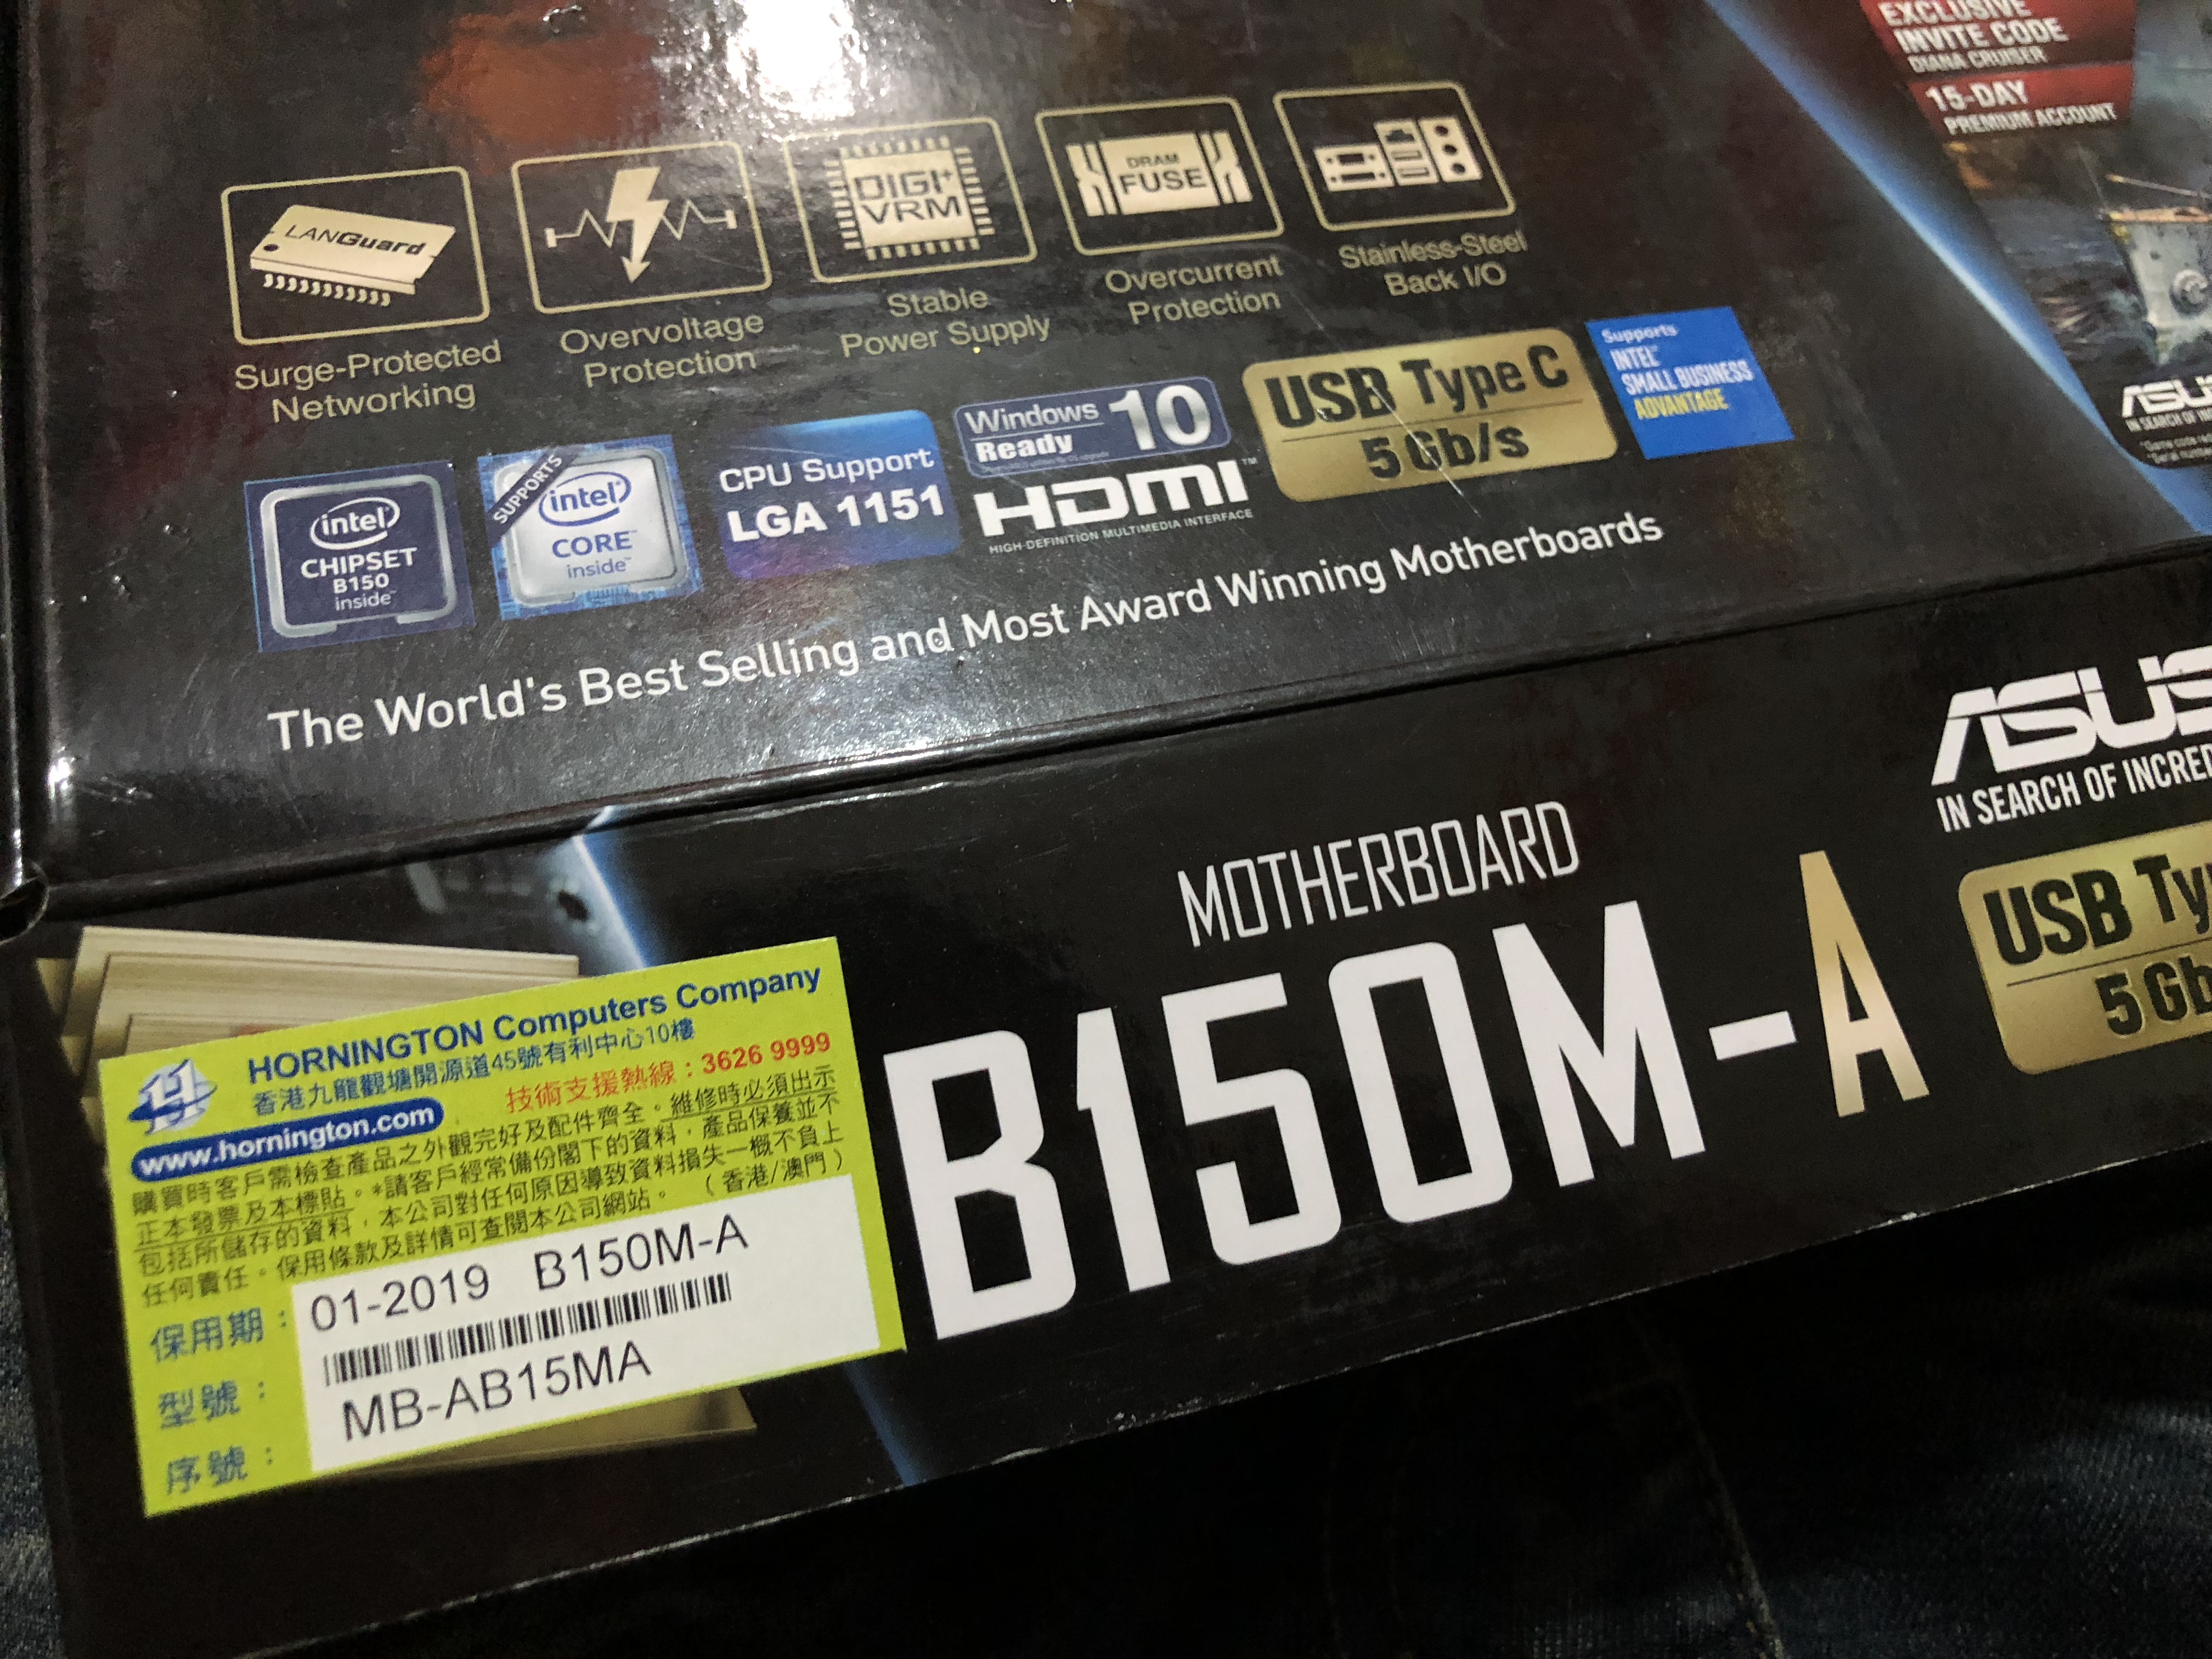 EXCLUSIVE
INVITE CODE
DIANA CRUISER
15-DAY
PREMIUM ACCOUNT
LANGuard
Surge-Protected
Networking
Overvoltage
Protection
DIGI+
VRM
Stable
Power Supply
DRAM
FUSE
Overcurrent
Protection
Stainless-Steel
Back I/O
intel
CHIPSET
B150
inside™
SUPPORTS
intel
CORE™
inside™
CPU Support
LGA 1151
Windows
Ready
10
HDMI™
HIGH-DEFINITION MULTIMEDIA INTERFACE
USB Type C
5 Gb/s
Supports
INTEL®
SMALL BUSINESS
ADVANTAGE
ASU
IN SEARCH OF
The World's Best Selling and Most Award Winning Motherboards
ASUS
IN SEARCH OF INCRED
MOTHERBOARD
B150M-A
USB Ty
5 Gb
HORNINGTON Computers Company
香港九龍觀塘開源道45號有利中心10樓
www.hornington.com
技術支援熱線：3626 9999
購買時客戶需檢查產品之外觀完好及配件齊全。維修時必須出示
正本發票及本標貼。*請客戶經常備份閣下的資料，產品保養並不
包括所儲存的資料，本公司對任何原因導致資料損失一概不負上
任何責任。保用條款及詳情可查閱本公司網站。（香港/澳門）
保用期：01-2019 B150M-A
型號：
MB-AB15MA
序號：